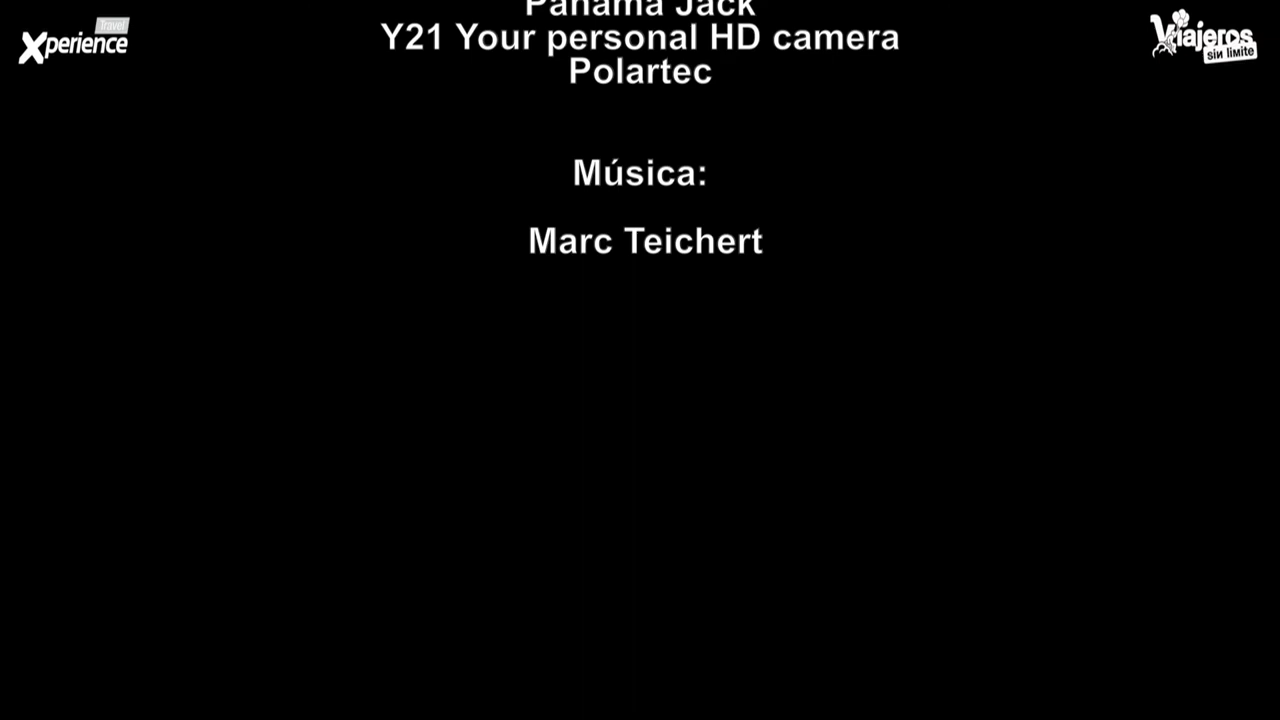 Panama Jack
Travel
Xperience
Y21 Your personal HD camera
Viajeros
sin límite
Polartec
Música:
Marc Teichert